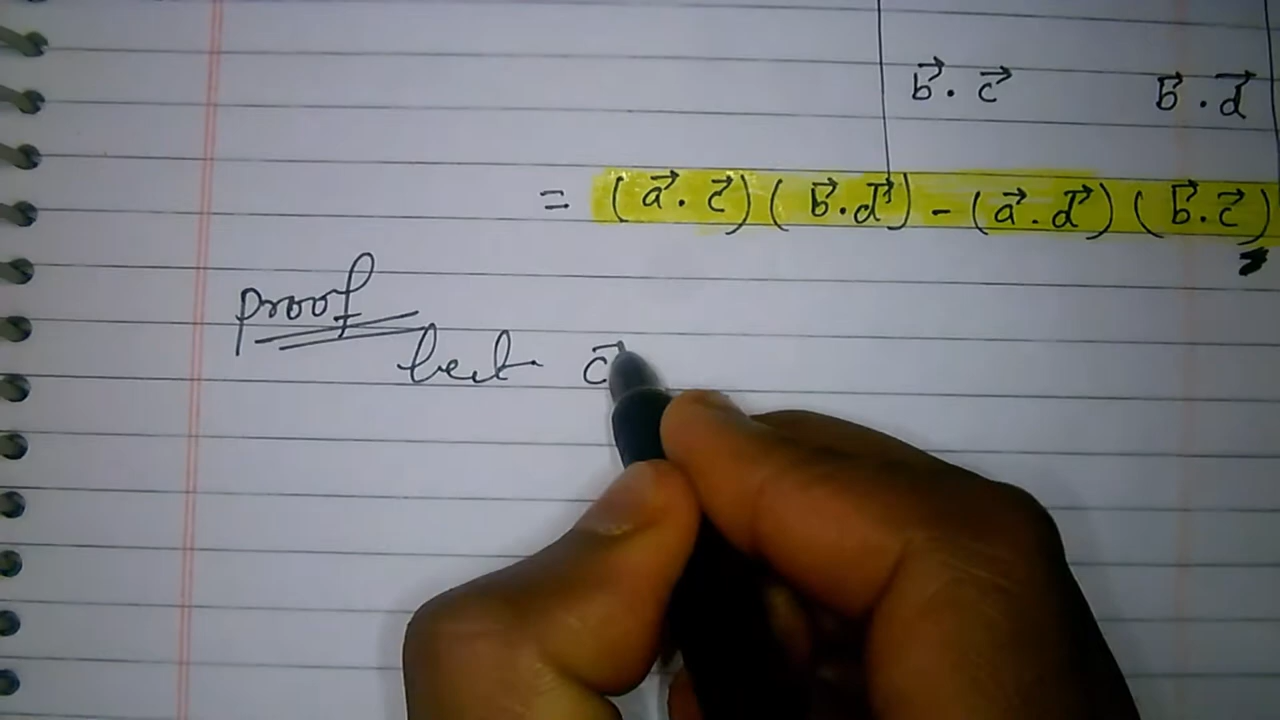 b⃗ . c⃗ b⃗ . d⃗
= (a⃗ . c⃗) ( b⃗ . d⃗ ) - (a⃗ . d⃗ ) ( b⃗ . c⃗ )
proof
Let c⃗